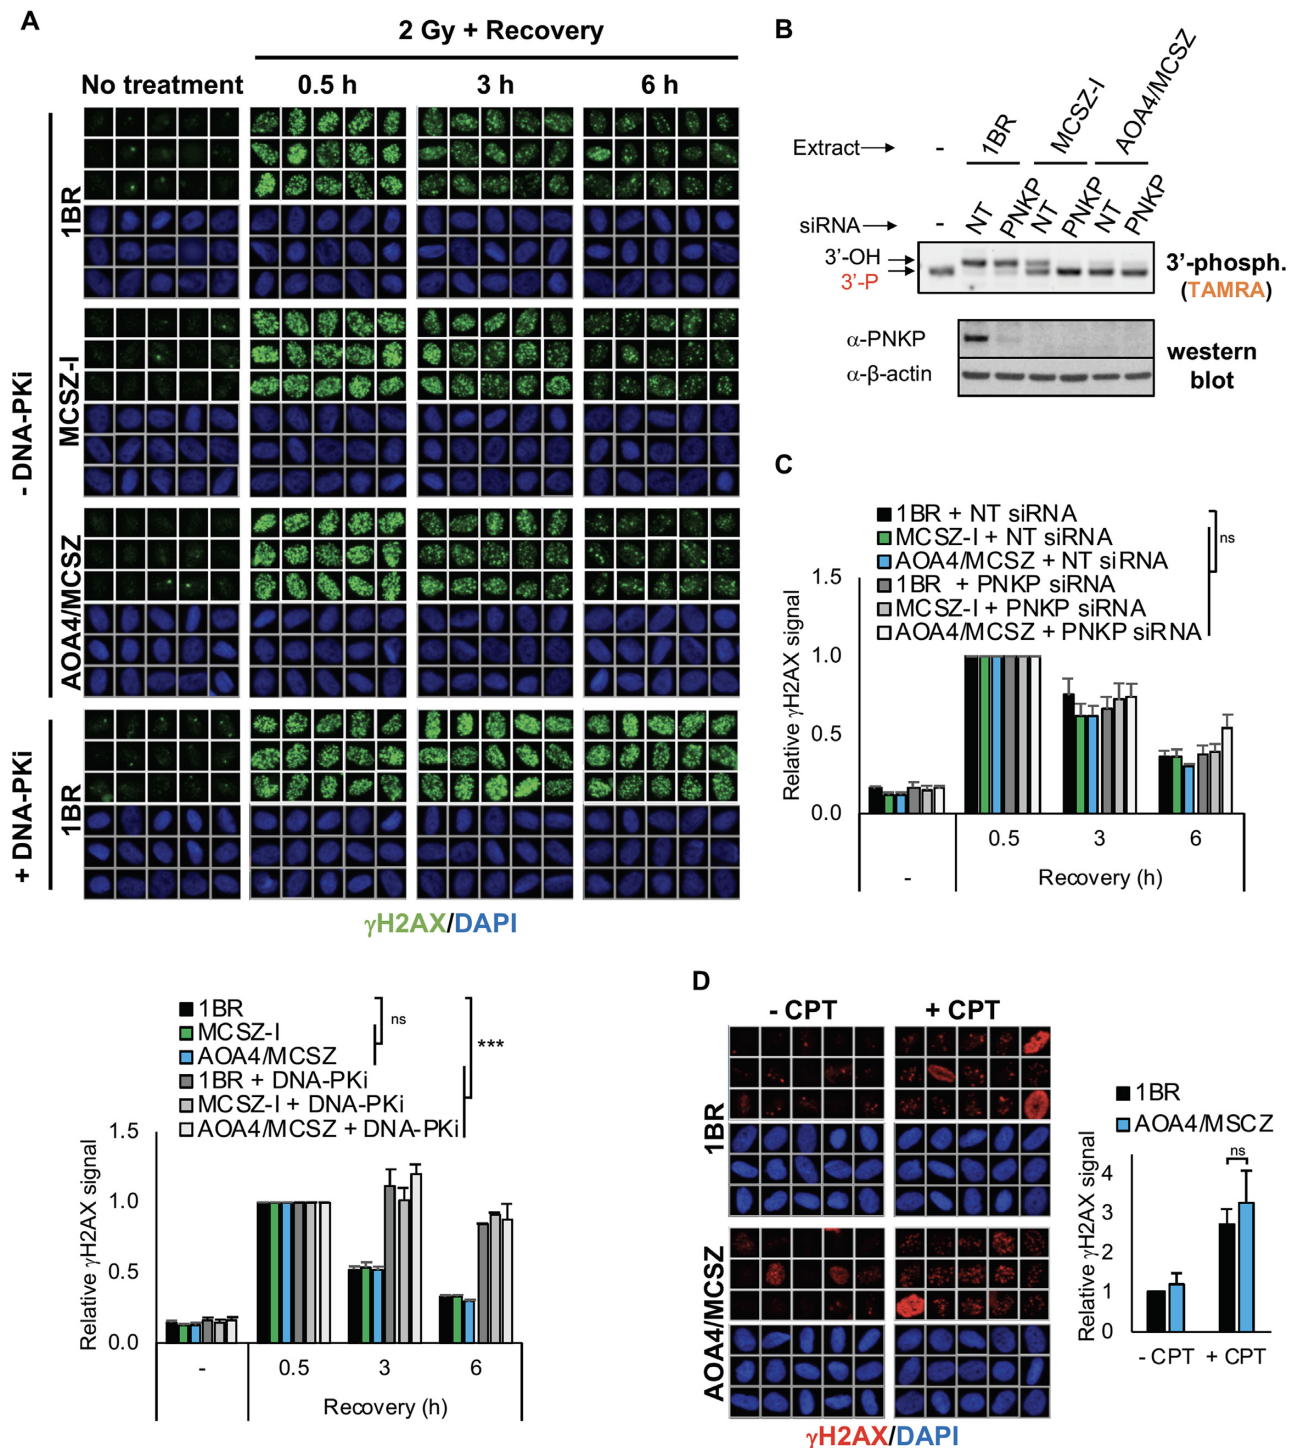 A
2 Gy + Recovery
No treatment
0.5 h
3 h
6 h
- DNA-PKi
1BR
MCSZ-I
AOA4/MCSZ
+ DNA-PKi
1BR
γH2AX/DAPI
1BR
MCSZ-I
AOA4/MCSZ
1BR + DNA-PKi
MCSZ-I + DNA-PKi
AOA4/MCSZ + DNA-PKi
ns
***
Relative γH2AX signal
1.5
1.0
0.5
0.0
-
0.5
3
6
Recovery (h)
B
Extract
-
1BR
MCSZ-I
AOA4/MCSZ
siRNA
-
NT
PNKP
NT
PNKP
NT
PNKP
3'-OH
3'-P
3'-phosph.
(TAMRA)
α-PNKP
α-β-actin
western
blot
C
1BR + NT siRNA
MCSZ-I + NT siRNA
AOA4/MCSZ + NT siRNA
1BR + PNKP siRNA
MCSZ-I + PNKP siRNA
AOA4/MCSZ + PNKP siRNA
ns
Relative γH2AX signal
1.5
1.0
0.5
0.0
-
0.5
3
6
Recovery (h)
D
- CPT
+ CPT
1BR
AOA4/MCSZ
γH2AX/DAPI
1BR
AOA4/MSCZ
ns
Relative γH2AX signal
4
3
2
1
0
- CPT
+ CPT